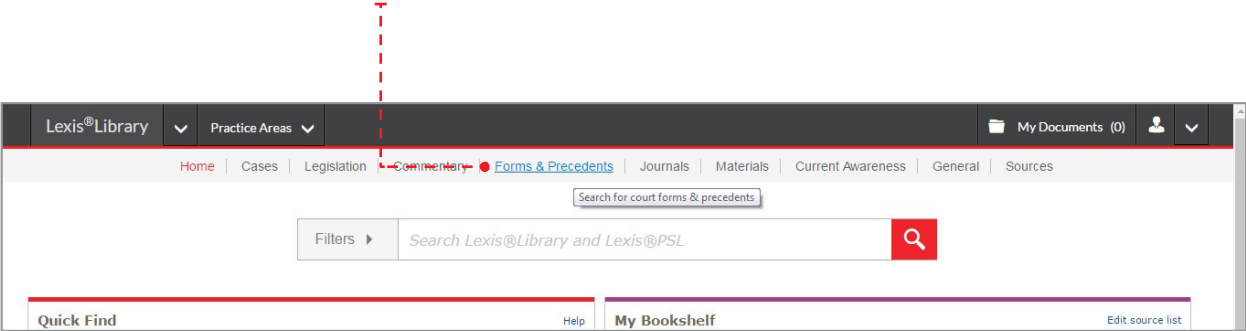 Lexis®Library Practice Areas My Documents (0)
Home Cases Legislation Commentary Forms & Precedents Journals Materials Current Awareness General Sources
Search for court forms & precedents
Filters Search Lexis®Library and Lexis®PSL
Quick Find Help My Bookshelf Edit source list